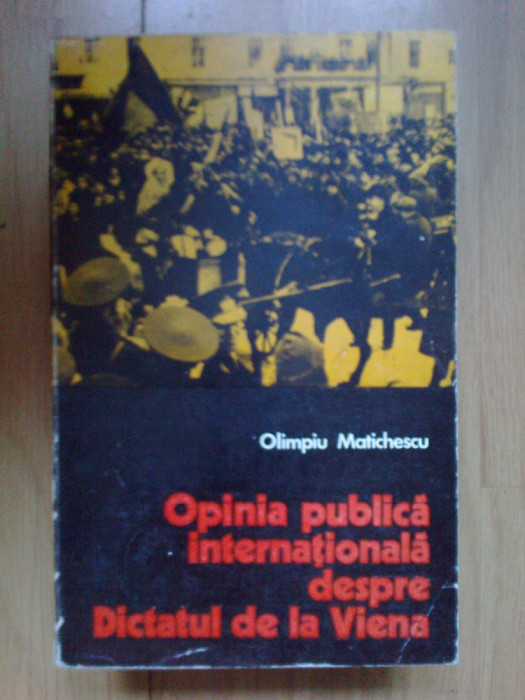 Olimpiu Matichescu
Opinia publică
internațională
despre
Dictatul de la Viena